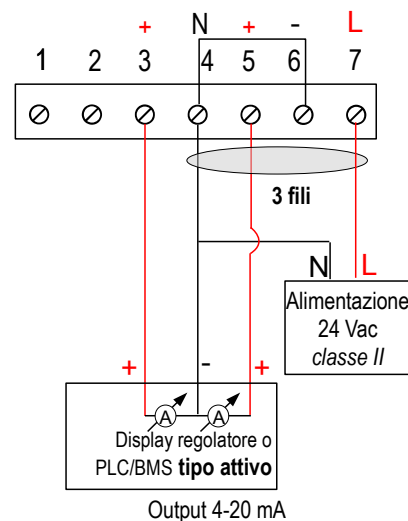 + N + - L
1 2 3 4 5 6 7
3 fili
N L
Alimentazione
24 Vac
classe II
+ - +
A A
Display regolatore o
PLC/BMS tipo attivo
Output 4-20 mA